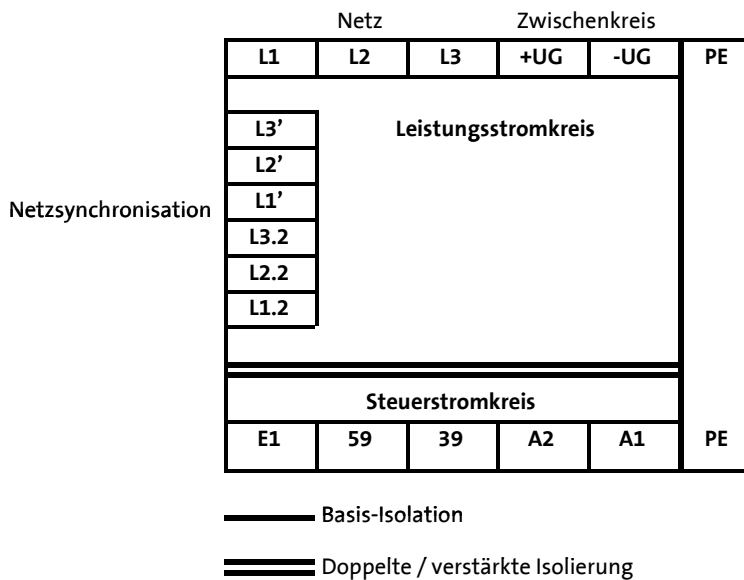 Netz Zwischenkreis
L1 L2 L3 +UG -UG PE
L3’ Leistungsstromkreis
L2’
L1’
Netzsynchronisation
L3.2
L2.2
L1.2
Steuerstromkreis
E1 59 39 A2 A1 PE
Basis-Isolation
Doppelte / verstärkte Isolierung